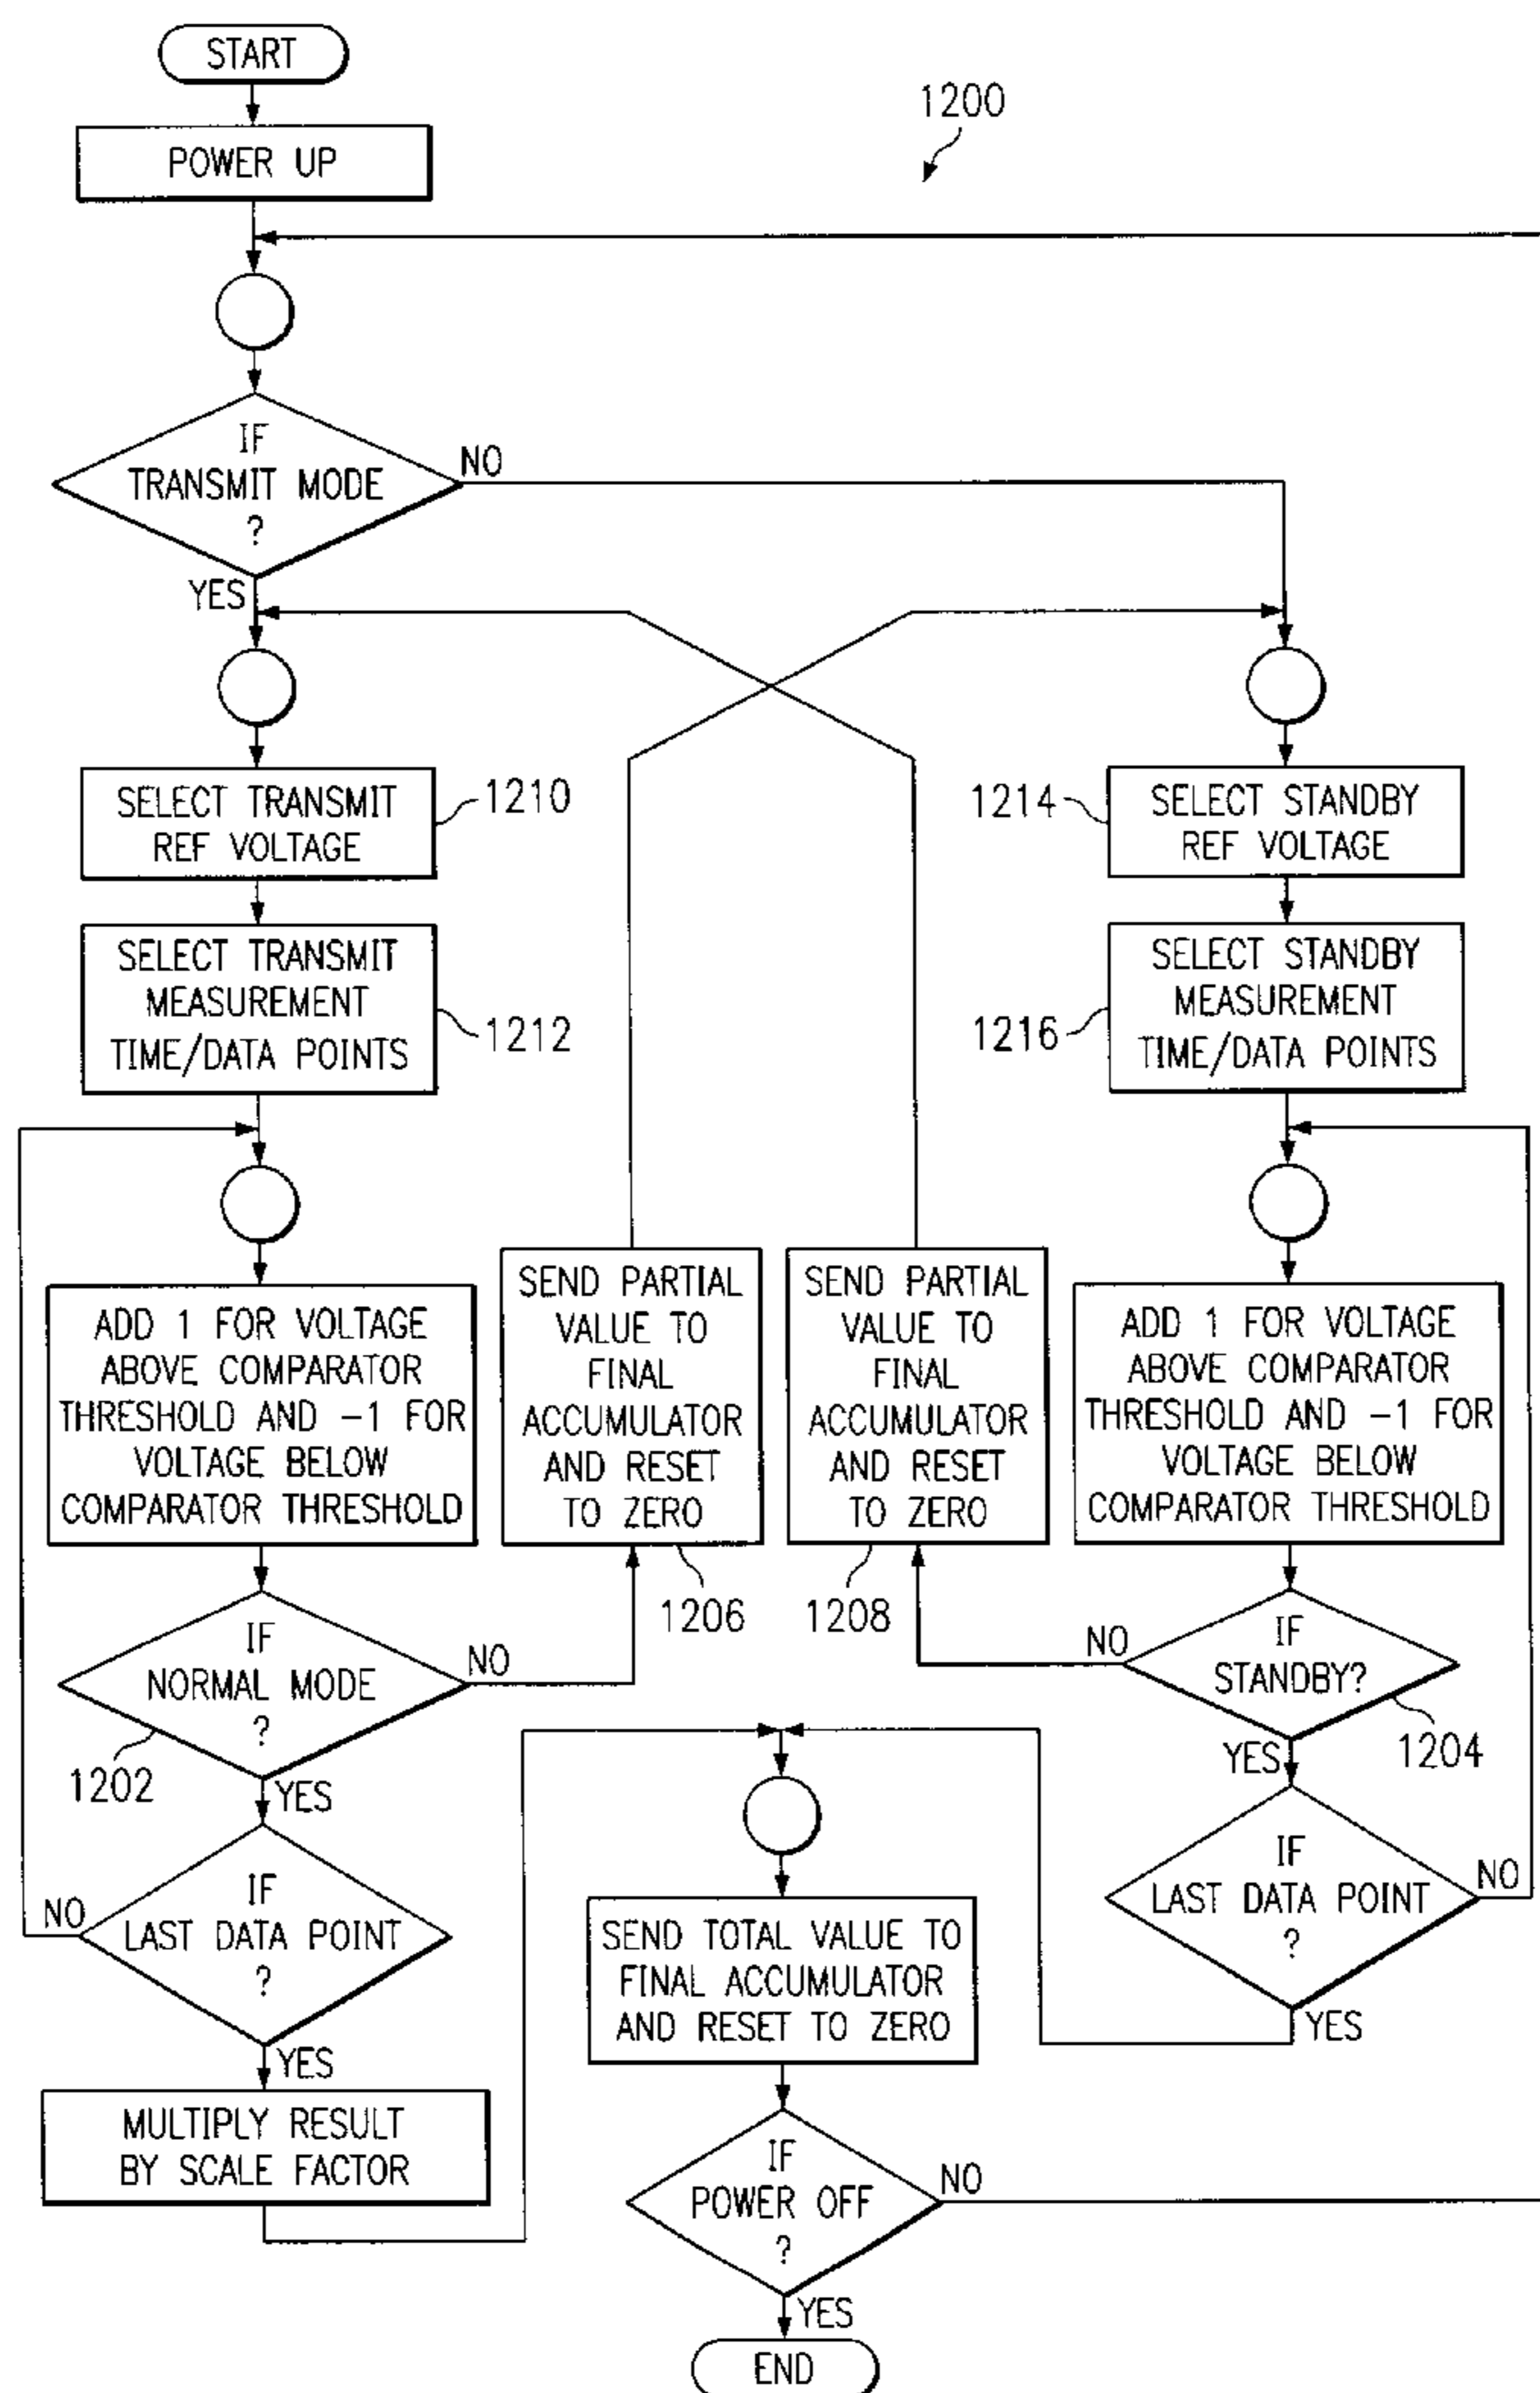 START
POWER UP
1200
IF
TRANSMIT MODE
?
NO
YES
SELECT TRANSMIT
REF VOLTAGE
1210
1214
SELECT STANDBY
REF VOLTAGE
SELECT TRANSMIT
MEASUREMENT
TIME/DATA POINTS
1212
1216
SELECT STANDBY
MEASUREMENT
TIME/DATA POINTS
ADD 1 FOR VOLTAGE
ABOVE COMPARATOR
THRESHOLD AND -1 FOR
VOLTAGE BELOW
COMPARATOR THRESHOLD
SEND PARTIAL
VALUE TO
FINAL
ACCUMULATOR
AND RESET
TO ZERO
1206
SEND PARTIAL
VALUE TO
FINAL
ACCUMULATOR
AND RESET
TO ZERO
1208
ADD 1 FOR VOLTAGE
ABOVE COMPARATOR
THRESHOLD AND -1 FOR
VOLTAGE BELOW
COMPARATOR THRESHOLD
IF
NORMAL MODE
?
NO
1202
YES
NO
IF
STANDBY?
1204
YES
IF
LAST DATA POINT
?
NO
YES
IF
LAST DATA POINT
?
NO
YES
SEND TOTAL VALUE TO
FINAL ACCUMULATOR
AND RESET TO ZERO
MULTIPLY RESULT
BY SCALE FACTOR
IF
POWER OFF
?
NO
YES
END